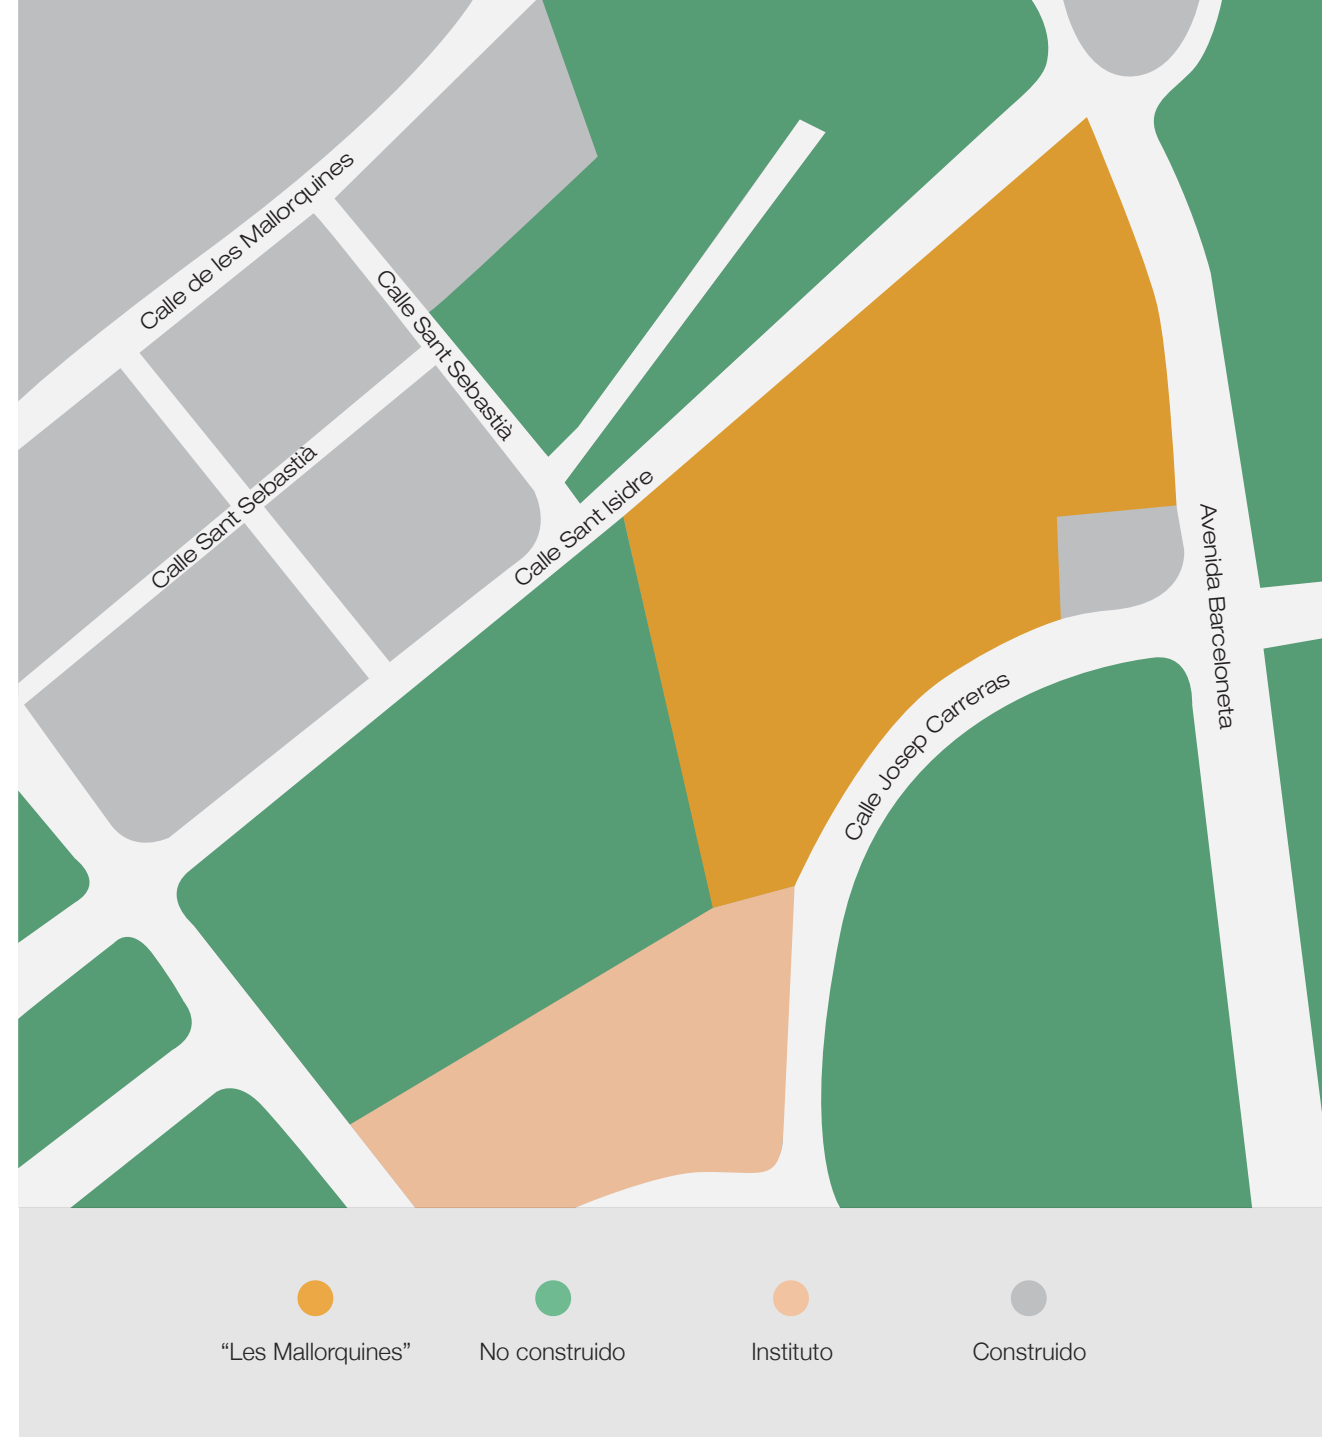 Calle de les Mallorquines
Calle Sant Sebastià
Calle Sant Sebastià
Calle Sant Isidre
Avenida Barceloneta
Calle Josep Carreras
“Les Mallorquines”
No construido
Instituto
Construido